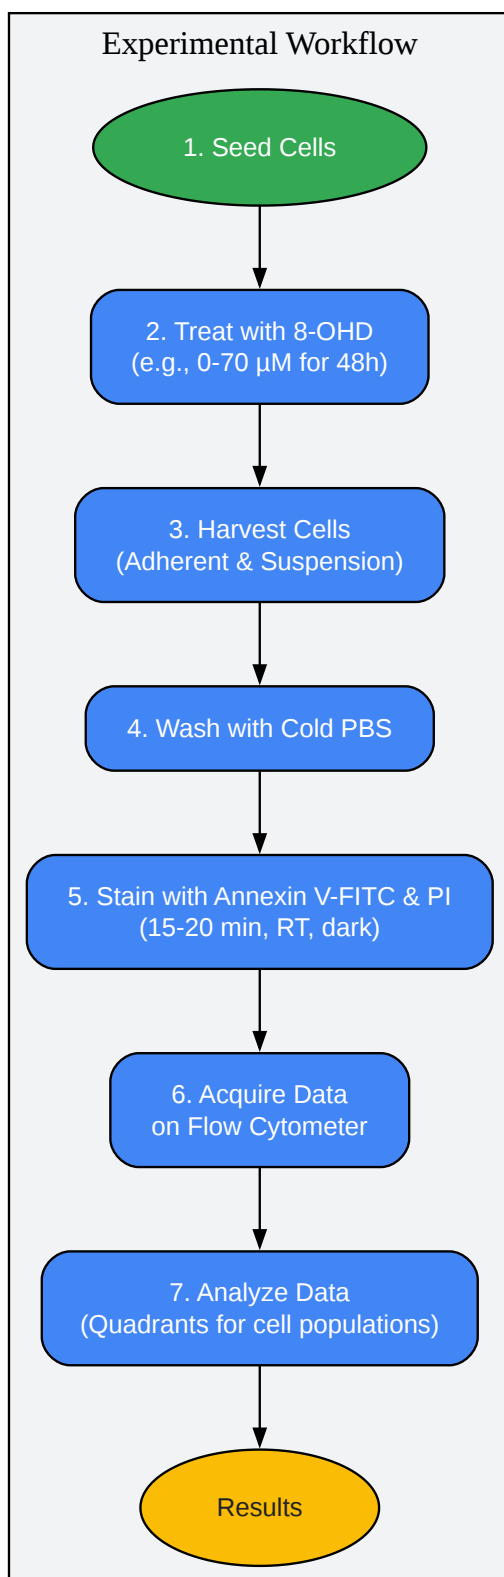 Experimental Workflow
1. Seed Cells
2. Treat with 8-OHD
(e.g., 0-70 µM for 48h)
3. Harvest Cells
(Adherent & Suspension)
4. Wash with Cold PBS
5. Stain with Annexin V-FITC & PI
(15-20 min, RT, dark)
6. Acquire Data
on Flow Cytometer
7. Analyze Data
(Quadrants for cell populations)
Results